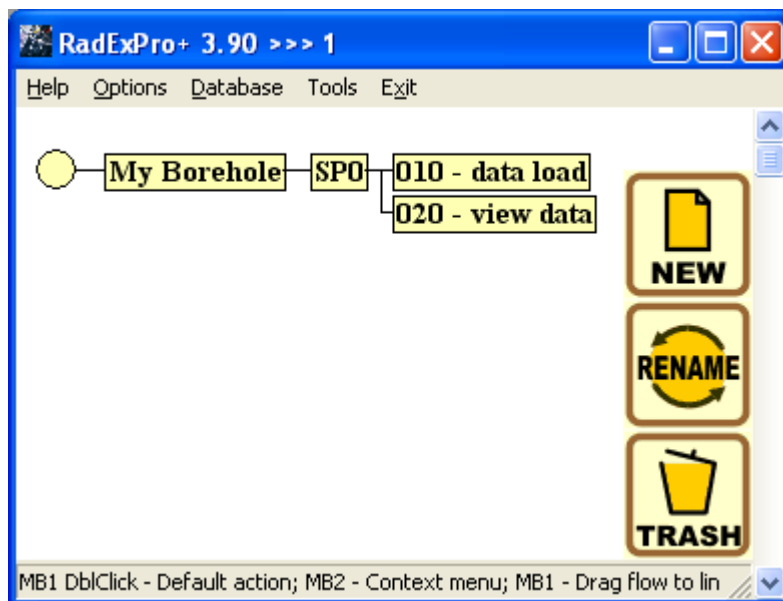 RadExPro+ 3.90 >>> 1
Help Options Database Tools Exit
My Borehole SP0 010 - data load
020 - view data
NEW
RENAME
TRASH
MB1 DblClick - Default action; MB2 - Context menu; MB1 - Drag flow to lin